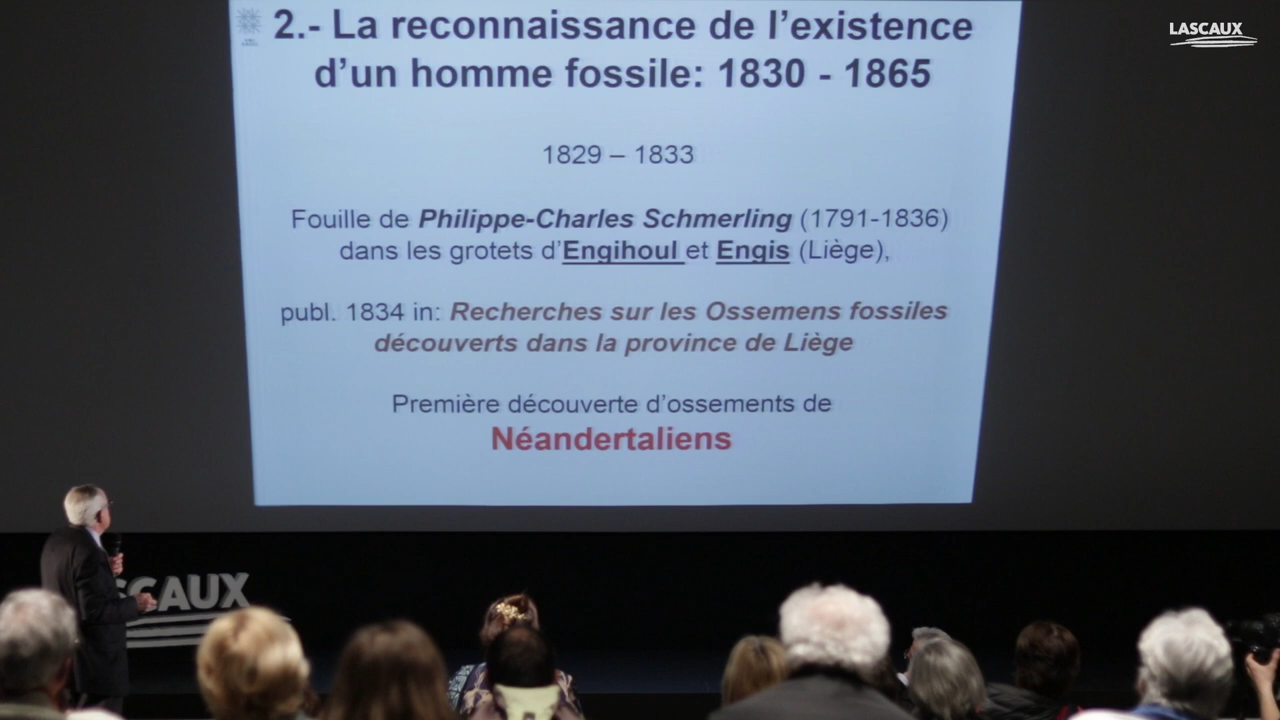 2.- La reconnaissance de l’existence
d’un homme fossile: 1830 - 1865
1829 – 1833
Fouille de Philippe-Charles Schmerling (1791-1836)
dans les grotets d’Engihoul et Engis (Liège),
publ. 1834 in: Recherches sur les Ossemens fossiles
découverts dans la province de Liège
Première découverte d’ossements de
Néandertaliens
LASCAUX
SCAUX